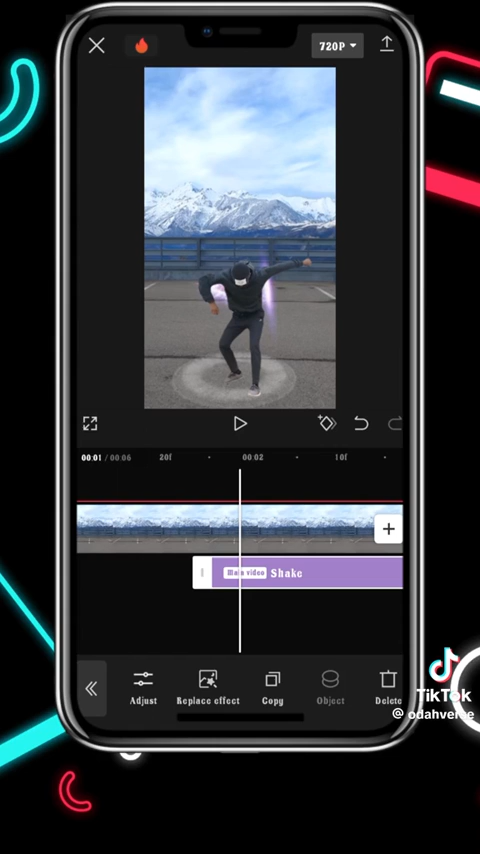 720P
00:01 / 00:06 20f 00:02 10f
Main video Shake
Adjust Replace effect Copy Object Delete
TikTok
@ odahverse